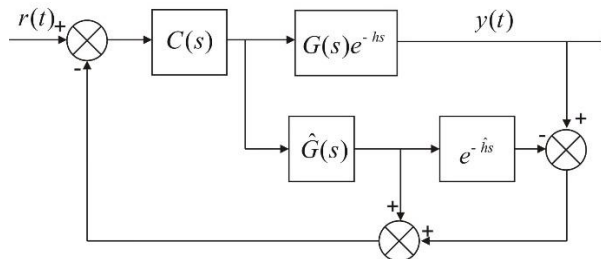 r(t) + - C(s) G(s)e^{-hs} y(t)
Ĝ(s) e^{-ĥs} - +
+ +